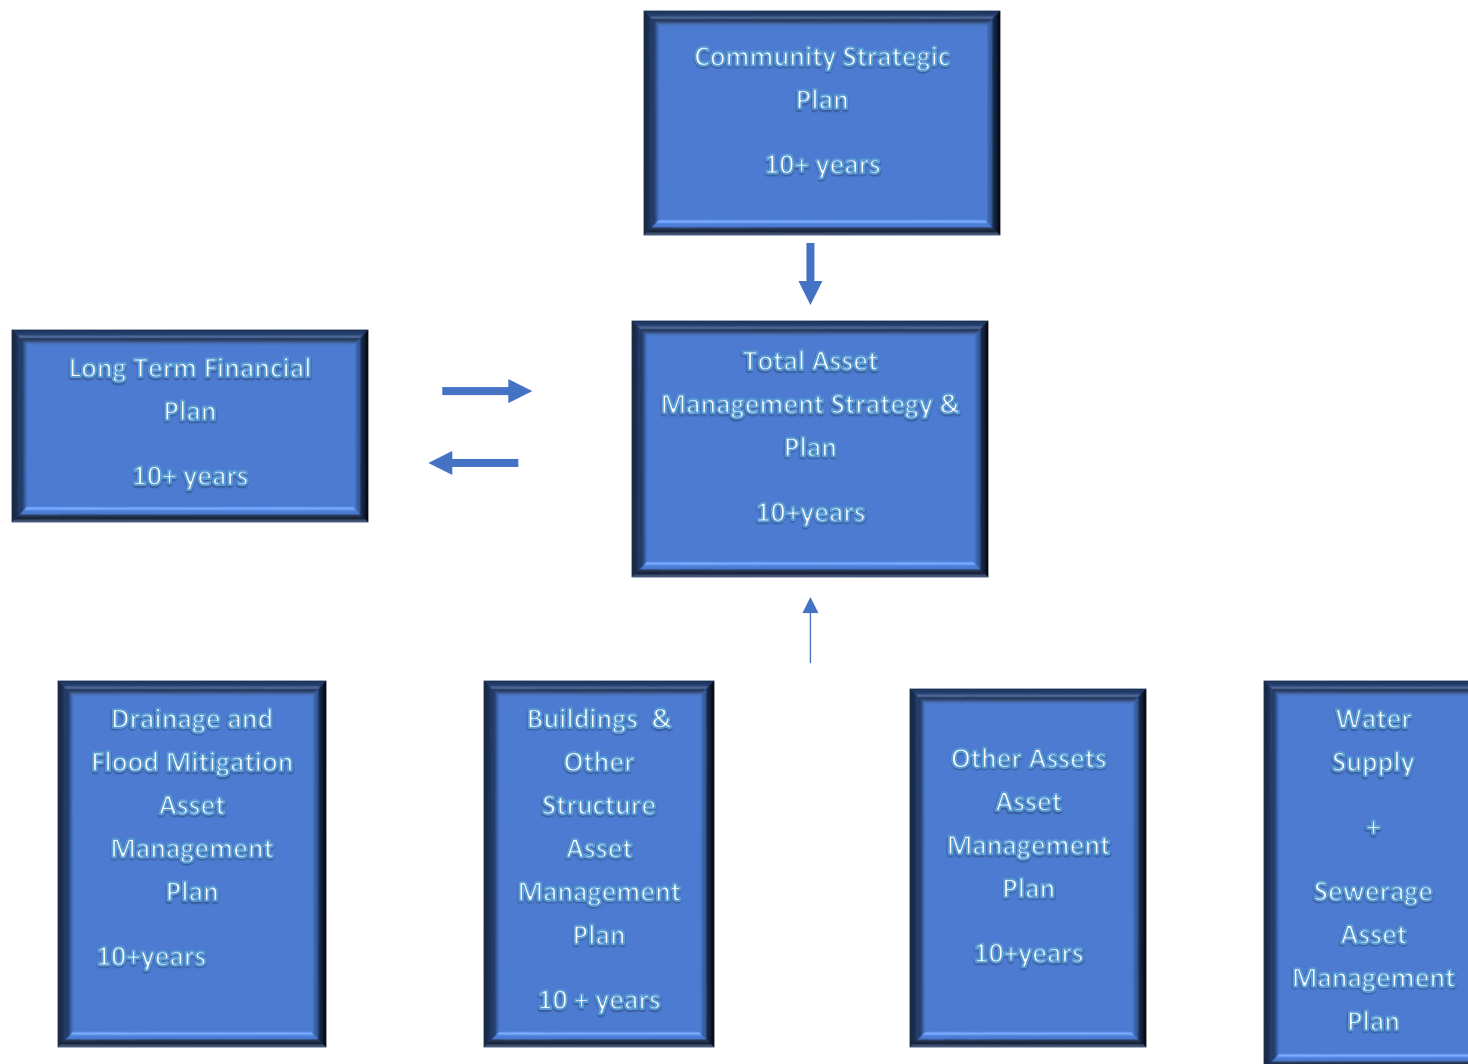 Community Strategic
Plan
10+ years
Long Term Financial
Plan
10+ years
Total Asset
Management Strategy &
Plan
10+years
Drainage and
Flood Mitigation
Asset
Management
Plan
10+years
Buildings & 
Other
Structure
Asset
Management
Plan
10 + years
Other Assets
Asset
Management
Plan
10+years
Water
Supply
+
Sewerage
Asset
Management
Plan